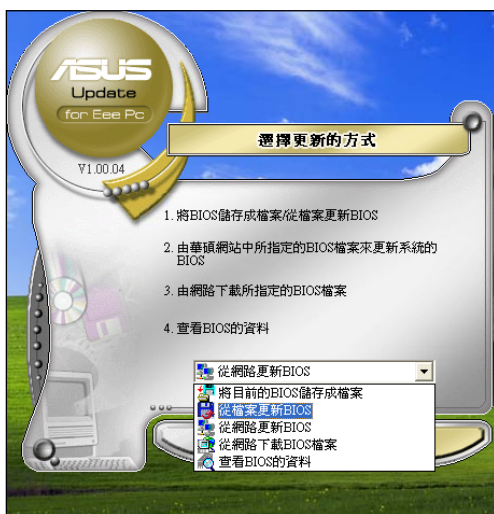 ASUS
Update
for Eee Pc
V1.00.04
選擇更新的方式
1. 將BIOS儲存成檔案/從檔案更新BIOS
2. 由華碩網站中所指定的BIOS檔案來更新系統的
BIOS
3. 由網路下載所指定的BIOS檔案
4. 查看BIOS的資料
從網路更新BIOS
將目前的BIOS儲存成檔案
從檔案更新BIOS
從網路更新BIOS
從網路下載BIOS檔案
查看BIOS的資料